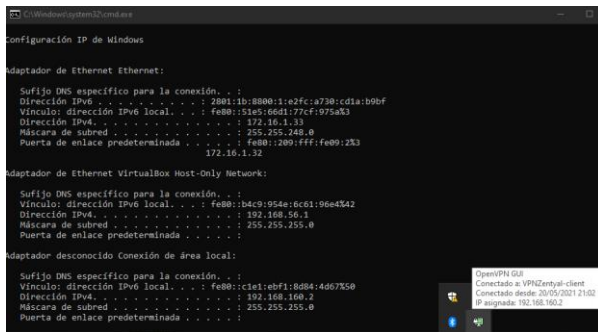 C:\Windows\system32\cmd.exe
Configuración IP de Windows
Adaptador de Ethernet Ethernet:
Sufijo DNS específico para la conexión. . :
Dirección IPv6 . . . . . . . . . . : 2801:1b:8800:1:e2fc:a730:cd1a:b9bf
Vínculo: dirección IPv6 local. . . : fe80::51e5:66d1:77cf:975a%3
Dirección IPv4. . . . . . . . . . . . . . : 172.16.1.33
Máscara de subred . . . . . . . . . . . . : 255.255.248.0
Puerta de enlace predeterminada . . . . . : fe80::209:fff:fe09:2%3
172.16.1.32
Adaptador de Ethernet VirtualBox Host-Only Network:
Sufijo DNS específico para la conexión. . :
Vínculo: dirección IPv6 local. . . : fe80::b4c9:954e:6c61:96e4%42
Dirección IPv4. . . . . . . . . . . . . . : 192.168.56.1
Máscara de subred . . . . . . . . . . . . : 255.255.255.0
Puerta de enlace predeterminada . . . . . :
Adaptador desconocido Conexión de área local:
Sufijo DNS específico para la conexión. . :
Vínculo: dirección IPv6 local. . . : fe80::c1e1:ebf1:8d84:4d67%50
Dirección IPv4. . . . . . . . . . . . . . : 192.168.160.2
Máscara de subred . . . . . . . . . . . . : 255.255.255.0
Puerta de enlace predeterminada . . . . . :
OpenVPN GUI
Conectado a: VPNZentyal-client
Conectado desde: 20/05/2021 21:02
IP asignada: 192.168.160.2